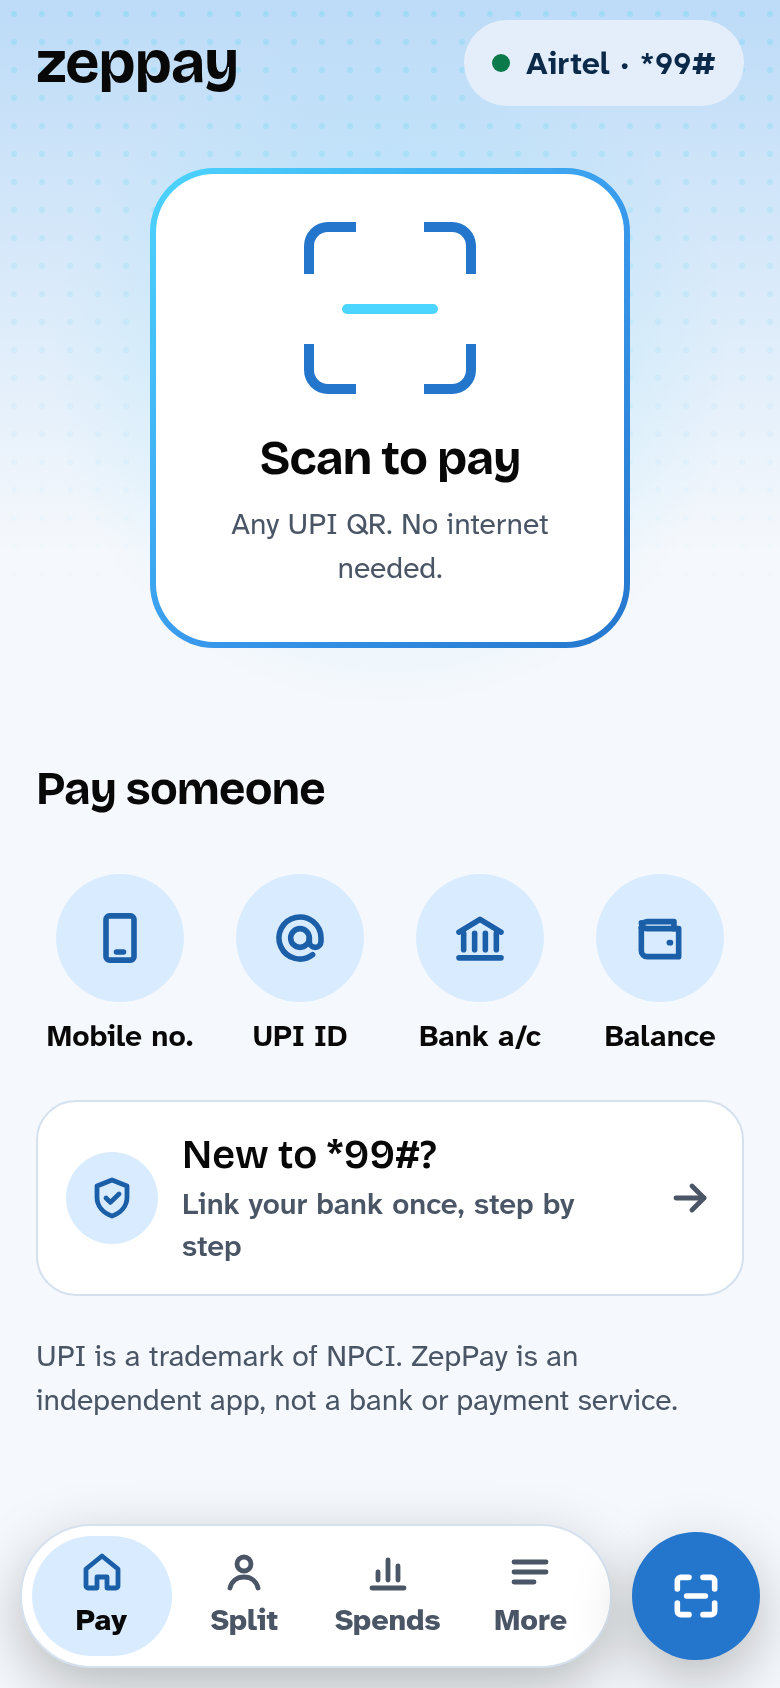 zeppay
Airtel · *99#
Scan to pay
Any UPI QR. No internet
needed.
Pay someone
Mobile no.
UPI ID
Bank a/c
Balance
New to *99#?
Link your bank once, step by
step
UPI is a trademark of NPCI. ZepPay is an
independent app, not a bank or payment service.
Pay
Split
Spends
More